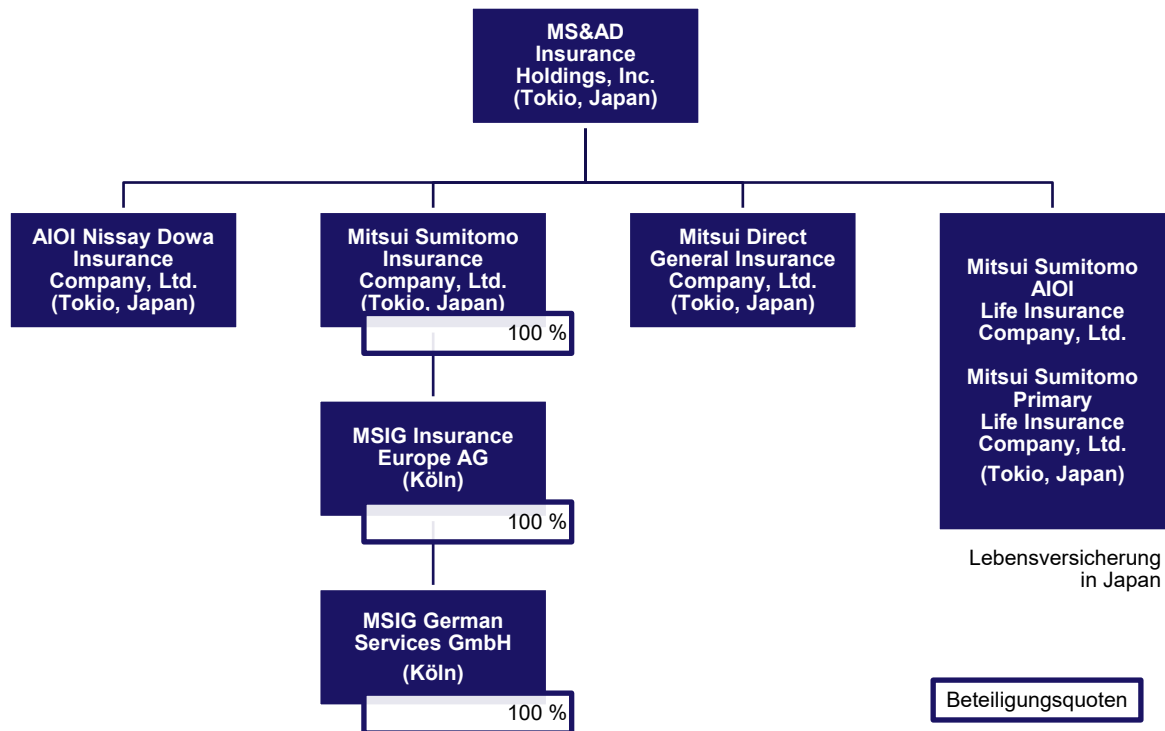 MS&AD
Insurance
Holdings, Inc.
(Tokio, Japan)
AIOI Nissay Dowa
Insurance
Company, Ltd.
(Tokio, Japan)
Mitsui Sumitomo
Insurance
Company, Ltd.
(Tokio, Japan)
100 %
Mitsui Direct
General Insurance
Company, Ltd.
(Tokio, Japan)
Mitsui Sumitomo
AIOI
Life Insurance
Company, Ltd.
Mitsui Sumitomo
Primary
Life Insurance
Company, Ltd.
(Tokio, Japan)
Lebensversicherung
in Japan
MSIG Insurance
Europe AG
(Köln)
100 %
MSIG German
Services GmbH
(Köln)
100 %
Beteiligungsquoten